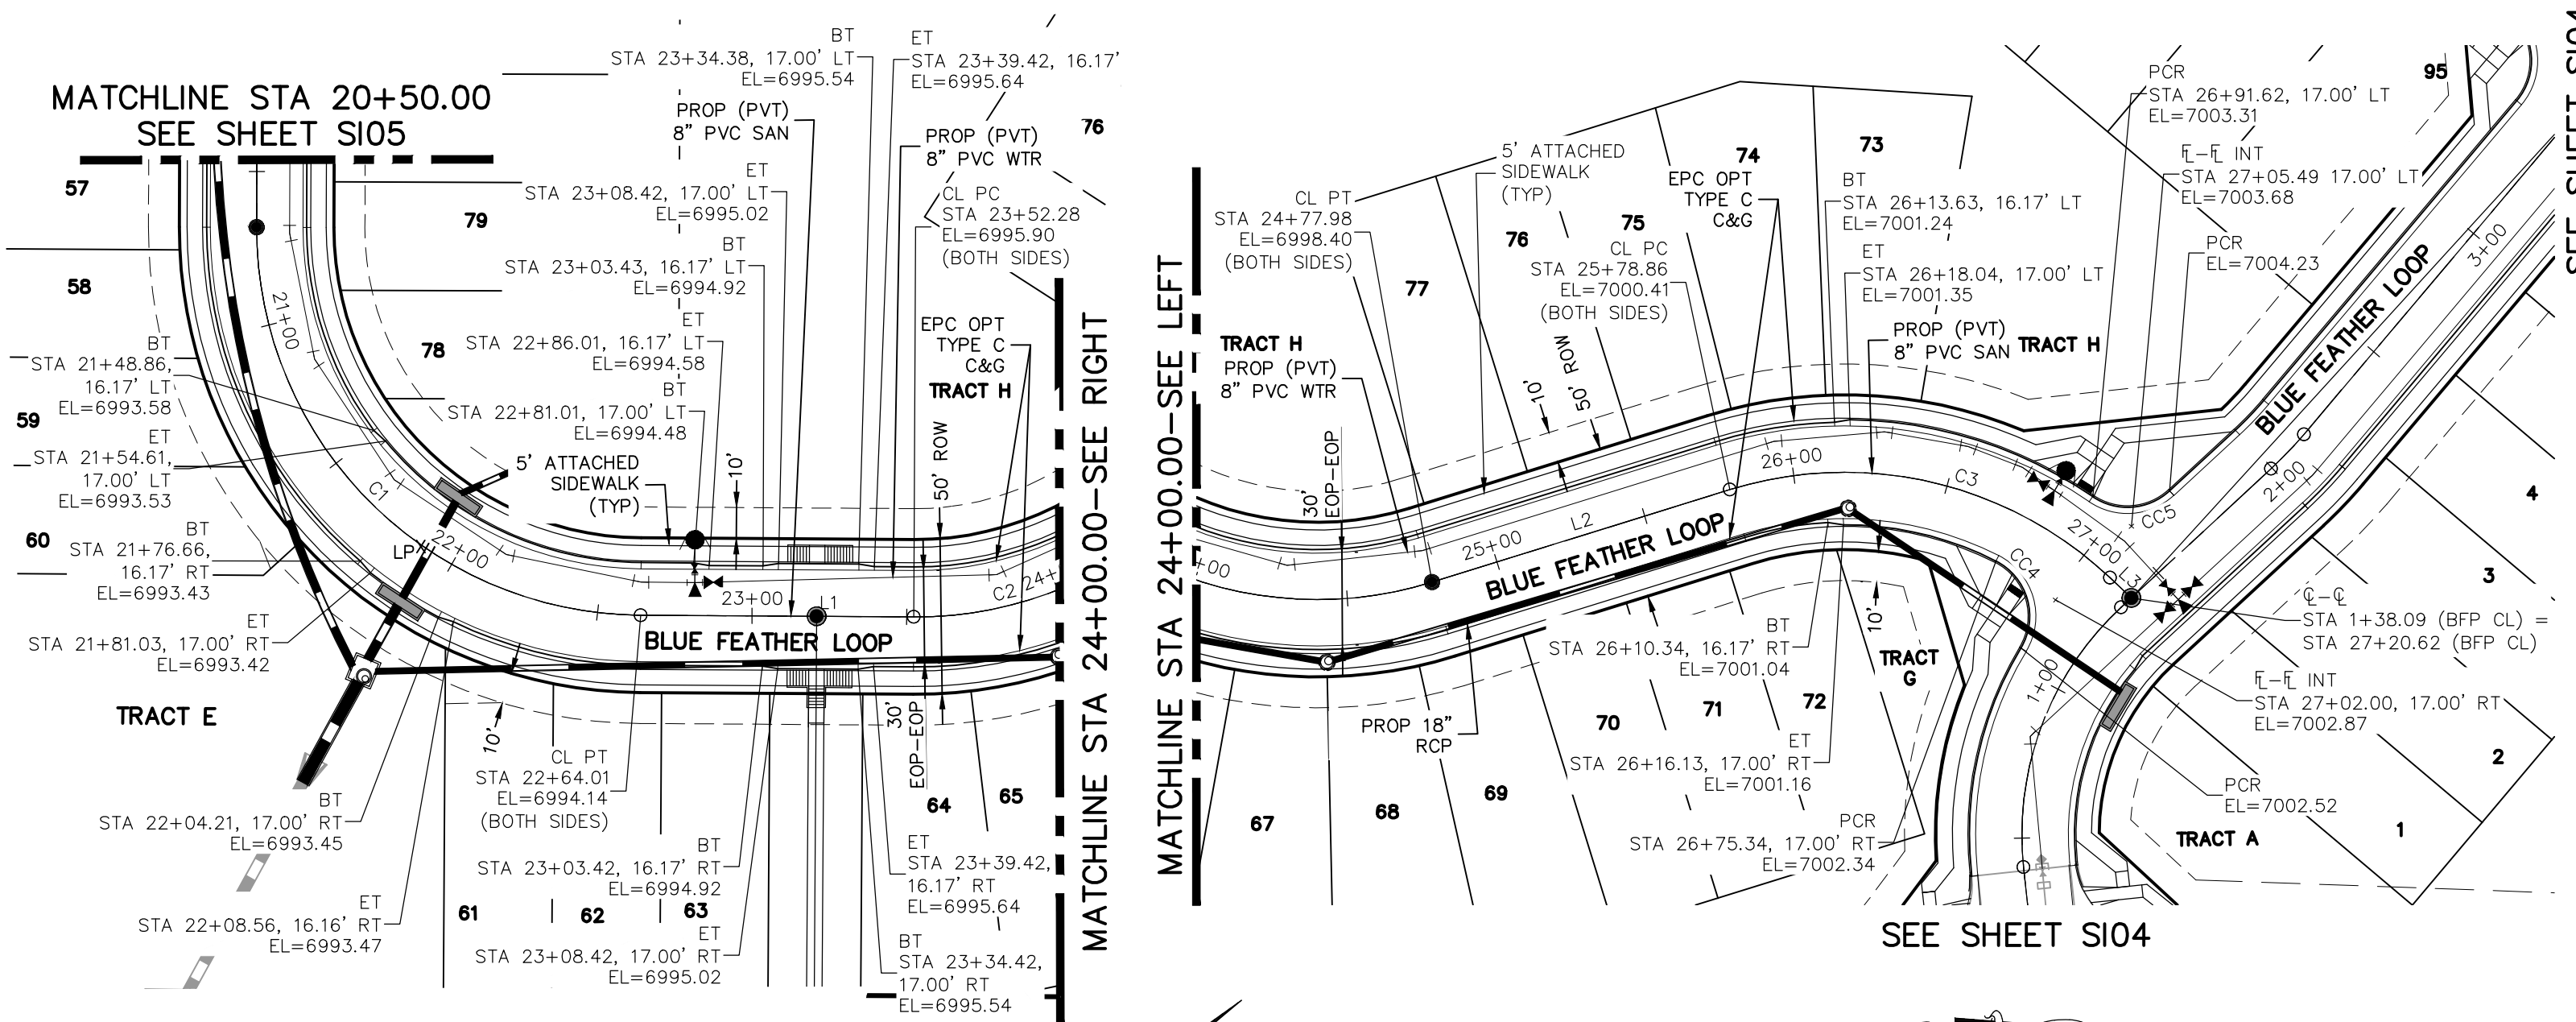 MATCHLINE STA 20+50.00
SEE SHEET SI05
57
58
59
60
79
78
76
21+00
C1
22+00
LP
BT
STA 21+48.86,
16.17' LT
EL=6993.58
ET
STA 21+54.61,
17.00' LT
EL=6993.53
BT
STA 21+76.66,
16.17' RT
EL=6993.43
ET
STA 21+81.03, 17.00' RT
EL=6993.42
TRACT E
BT
STA 22+04.21, 17.00' RT
EL=6993.45
ET
STA 22+08.56, 16.16' RT
EL=6993.47
BT
STA 23+34.38, 17.00' LT
EL=6995.54
ET
STA 23+39.42, 16.17'
EL=6995.64
PROP (PVT)
8" PVC SAN
PROP (PVT)
8" PVC WTR
ET
STA 23+08.42, 17.00' LT
EL=6995.02
CL PC
STA 23+52.28
EL=6995.90
(BOTH SIDES)
BT
STA 23+03.43, 16.17' LT
EL=6994.92
ET
STA 22+86.01, 16.17' LT
EL=6994.58
EPC OPT
TYPE C
C&G
TRACT H
BT
STA 22+81.01, 17.00' LT
EL=6994.48
5' ATTACHED
SIDEWALK
(TYP)
10'
50' ROW
23+00
L1
C2
24+
BLUE FEATHER LOOP
10'
30'
EOP-EOP
CL PT
STA 22+64.01
EL=6994.14
(BOTH SIDES)
64
65
BT
STA 23+03.42, 16.17' RT
EL=6994.92
ET
STA 23+39.42,
16.17' RT
EL=6995.64
61
62
63
ET
STA 23+08.42, 17.00' RT
EL=6995.02
BT
STA 23+34.42,
17.00' RT
EL=6995.54
MATCHLINE STA 24+00.00-SEE RIGHT
MATCHLINE STA 24+00.00-SEE LEFT
CL PT
STA 24+77.98
EL=6998.40
(BOTH SIDES)
5' ATTACHED
SIDEWALK
(TYP)
EPC OPT
TYPE C
C&G
77
76
75
74
73
CL PC
STA 25+78.86
EL=7000.41
(BOTH SIDES)
BT
STA 26+13.63, 16.17' LT
EL=7001.24
ET
STA 26+18.04, 17.00' LT
EL=7001.35
PROP (PVT)
8" PVC SAN
TRACT H
TRACT H
PROP (PVT)
8" PVC WTR
PCR
STA 26+91.62, 17.00' LT
EL=7003.31
FL-FL INT
STA 27+05.49 17.00' LT
EL=7003.68
PCR
EL=7004.23
95
10'
50' ROW
30'
EOP-EOP
+00
25+00
L2
26+00
C3
27+00
L3
CC5
CC4
BLUE FEATHER LOOP
BLUE FEATHER LOOP
3+00
2+00
1+00
10'
TRACT
G
PROP 18"
RCP
BT
STA 26+10.34, 16.17' RT
EL=7001.04
ET
STA 26+16.13, 17.00' RT
EL=7001.16
PCR
STA 26+75.34, 17.00' RT
EL=7002.34
67
68
69
70
71
72
CL-CL
STA 1+38.09 (BFP CL) =
STA 27+20.62 (BFP CL)
FL-FL INT
STA 27+02.00, 17.00' RT
EL=7002.87
PCR
EL=7002.52
TRACT A
1
2
3
4
SEE SHEET SI04
SEE SHEET SI04